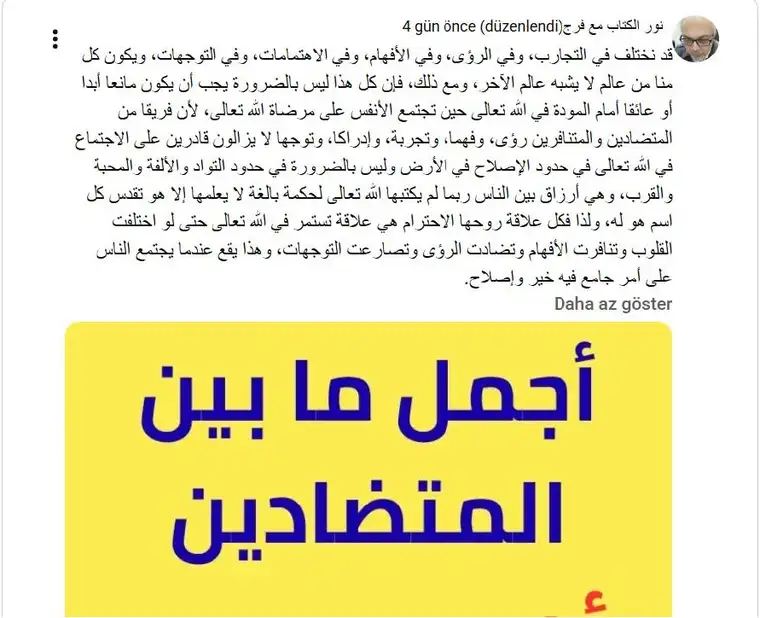 نور الكتاب مع فرج 4 gün önce (düzenlendi)
قد نختلف في التجارب، وفي الرؤى، وفي الأفهام، وفي الاهتمامات، وفي التوجهات، ويكون كل
منا من عالم لا يشبه عالم الآخر، ومع ذلك، فإن كل هذا ليس بالضرورة يجب أن يكون مانعا أبدا
أو عائقا أمام المودة في الله تعالى حين تجتمع الأنفس على مرضاة الله تعالى، لأن فريقا من
المتضادين والمتنافرين رؤى، وفهما، وتجربة، وإدراكا، وتوجها لا يزالون قادرين على الاجتماع
في الله تعالى في حدود الإصلاح في الأرض وليس بالضرورة في حدود التواد والألفة والمحبة
والقرب، وهي أرزاق بين الناس ربما لم يكتبها الله تعالى لحكمة بالغة لا يعلمها إلا هو تقدس كل
اسم هو له، ولذا فكل علاقة روحها الاحترام هي علاقة تستمر في الله تعالى حتى لو اختلفت
القلوب وتنافرت الأفهام وتضادت الرؤى وتصارعت التوجهات، وهذا يقع عندما يجتمع الناس
على أمر جامع فيه خير وإصلاح.
Daha az göster
أجمل ما بين
المتضادين